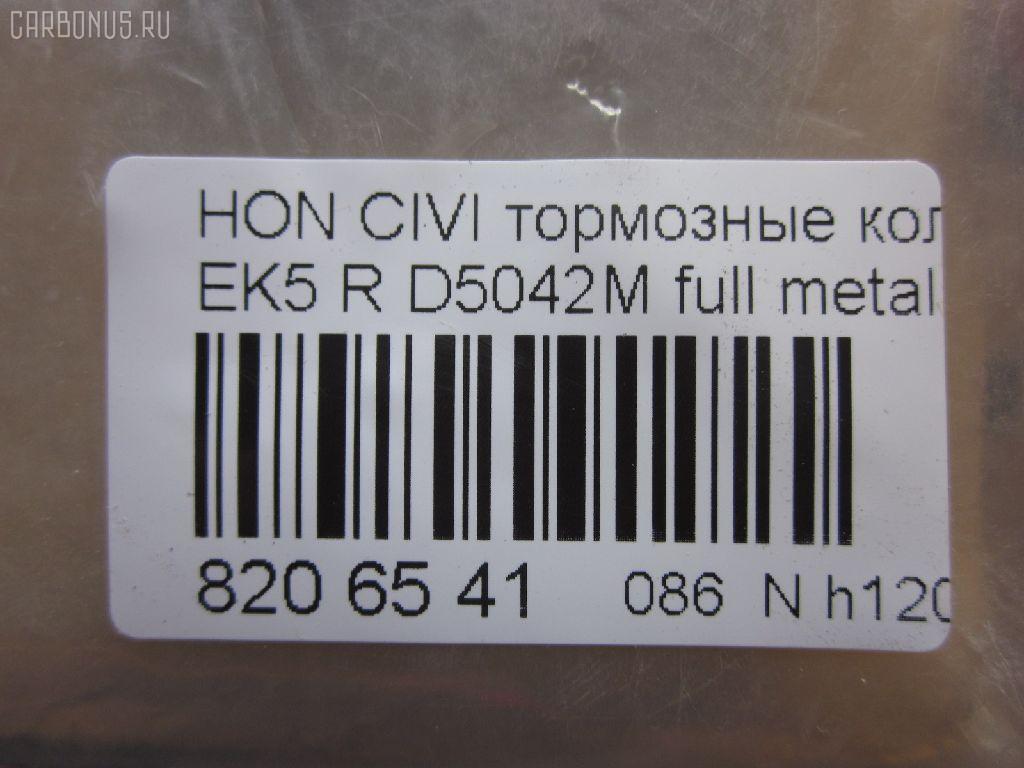 CARBONUS.RU
HON CIVI тормозные кол
EK5 R D5042M full metal
820 65 41 086 N h120